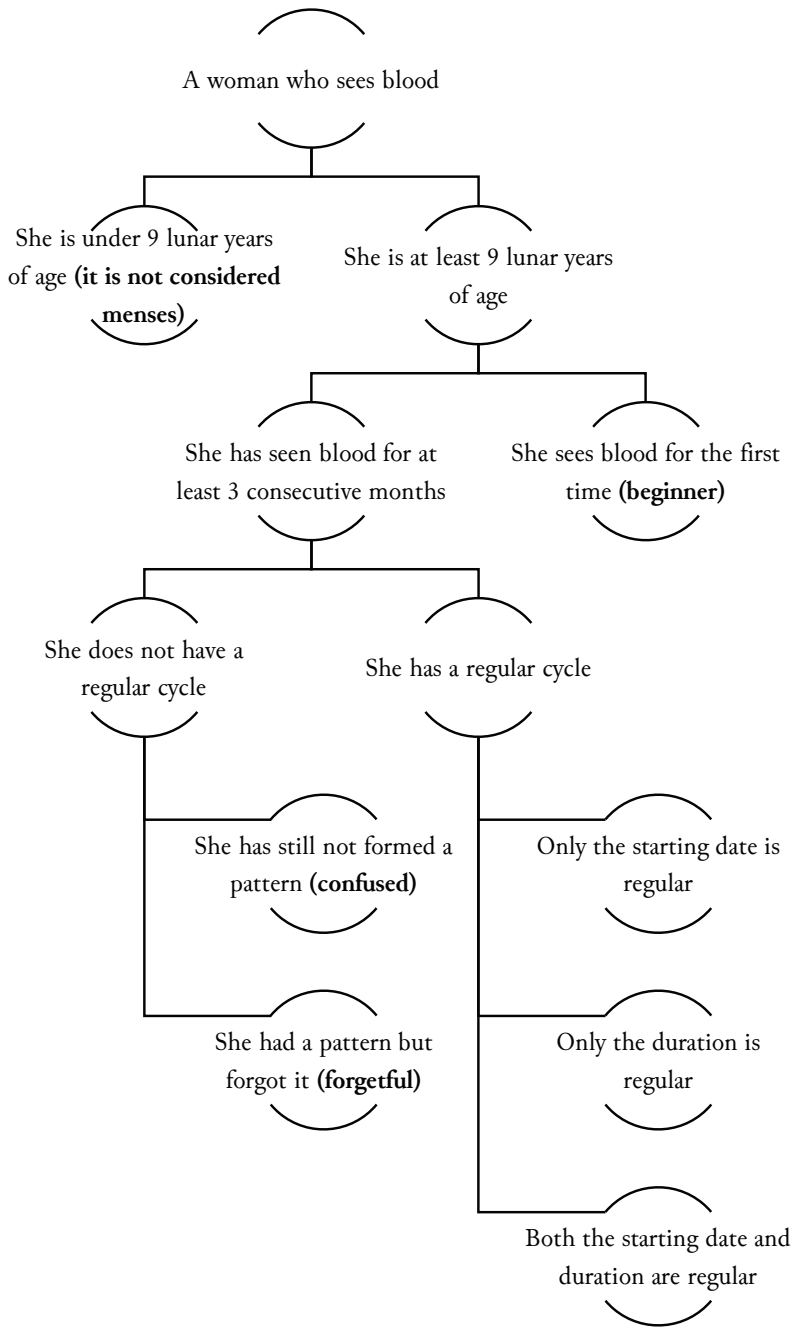 A woman who sees blood
She is under 9 lunar years
of age (it is not considered
menses)
She is at least 9 lunar years
of age
She has seen blood for at
least 3 consecutive months
She sees blood for the first
time (beginner)
She does not have a
regular cycle
She has a regular cycle
She has still not formed a
pattern (confused)
She had a pattern but
forgot it (forgetful)
Only the starting date is
regular
Only the duration is
regular
Both the starting date and
duration are regular